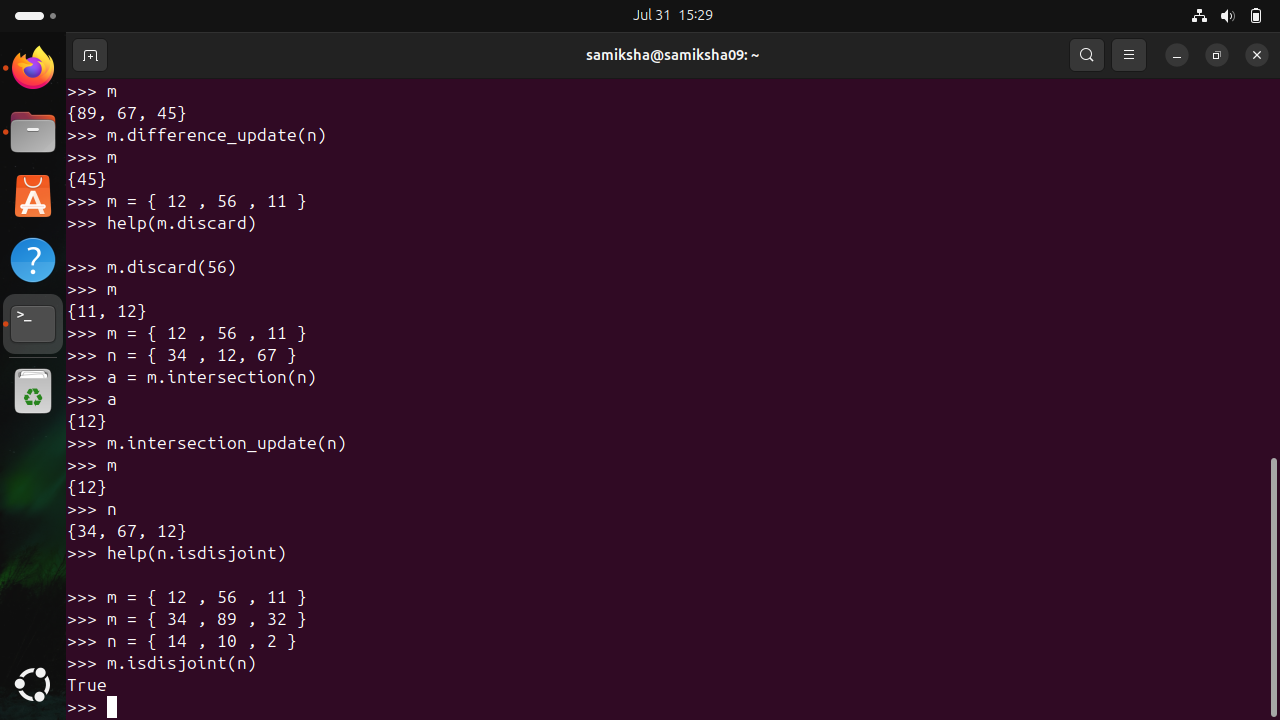 Jul 31 15:29
samiksha@samiksha09: ~
>>> m
{89, 67, 45}
>>> m.difference_update(n)
>>> m
{45}
>>> m = { 12 , 56 , 11 }
>>> help(m.discard)
>>> m.discard(56)
>>> m
{11, 12}
>>> m = { 12 , 56 , 11 }
>>> n = { 34 , 12, 67 }
>>> a = m.intersection(n)
>>> a
{12}
>>> m.intersection_update(n)
>>> m
{12}
>>> n
{34, 67, 12}
>>> help(n.isdisjoint)
>>> m = { 12 , 56 , 11 }
>>> m = { 34 , 89 , 32 }
>>> n = { 14 , 10 , 2 }
>>> m.isdisjoint(n)
True
>>>